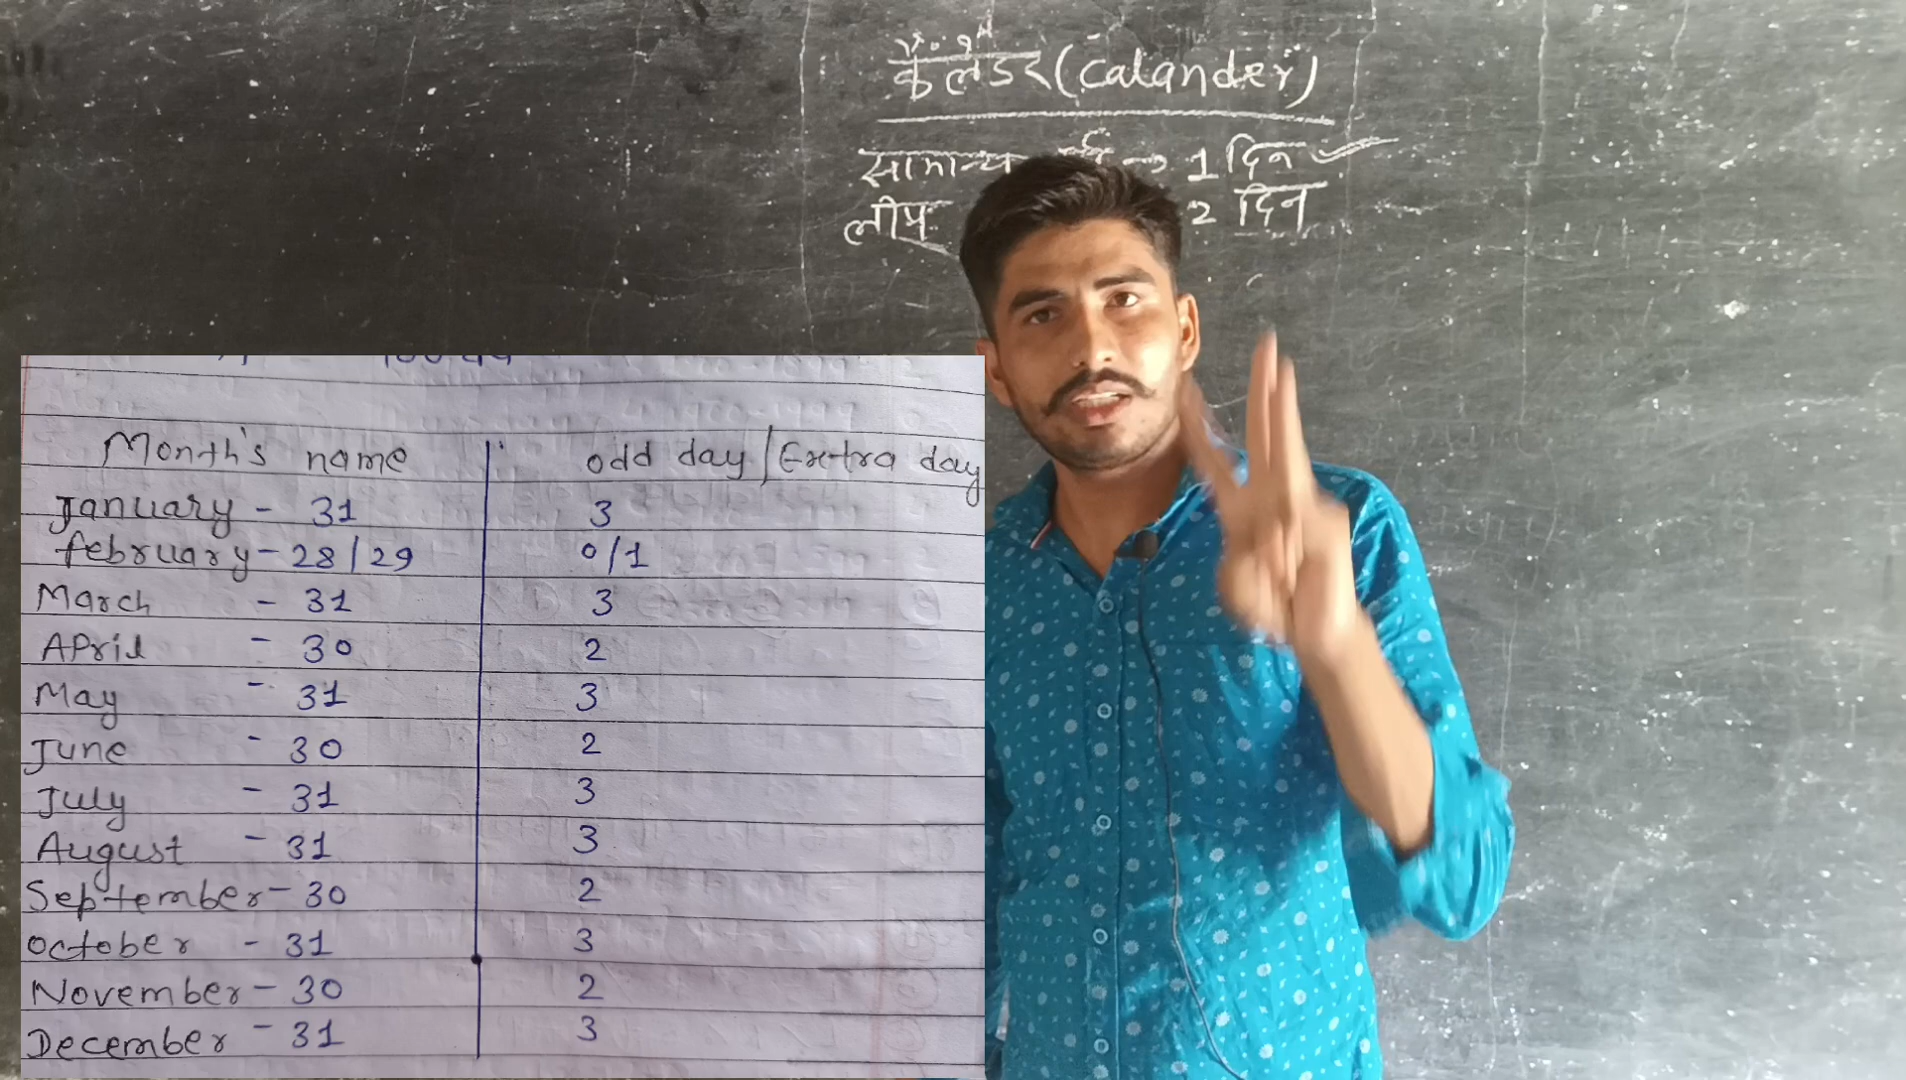 कैलेंडर (Calander)
सामान्य वर्ष → 1 दिन ✓
लीप 2 दिन
Month's name odd day / Extra day
January - 31 3
february - 28/29 0/1
March - 31 3
APril - 30 2
May - 31 3
June - 30 2
July - 31 3
August - 31 3
September - 30 2
october - 31 3
November - 30 2
December - 31 3